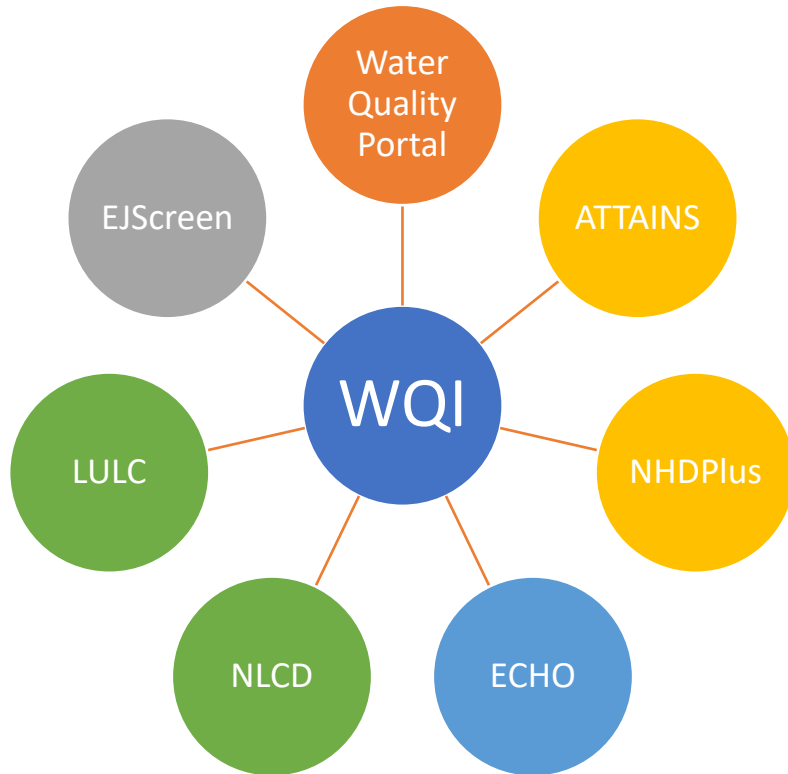 Water
Quality
Portal
EJScreen
ATTAINS
WQI
LULC
NHDPlus
NLCD
ECHO